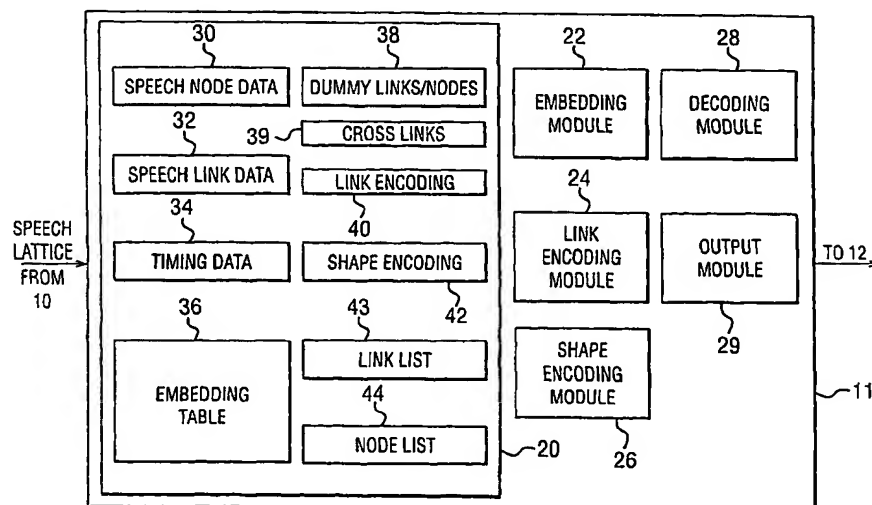 30
38
22
28
SPEECH NODE DATA
DUMMY LINKS/NODES
EMBEDDING
MODULE
DECODING
MODULE
32
39
CROSS LINKS
SPEECH LINK DATA
LINK ENCODING
24
34
40
SPEECH
LATTICE
FROM
10
TIMING DATA
SHAPE ENCODING
LINK
ENCODING
MODULE
OUTPUT
MODULE
TO 12
36
43
42
29
EMBEDDING
TABLE
LINK LIST
SHAPE
ENCODING
MODULE
44
11
NODE LIST
20
26